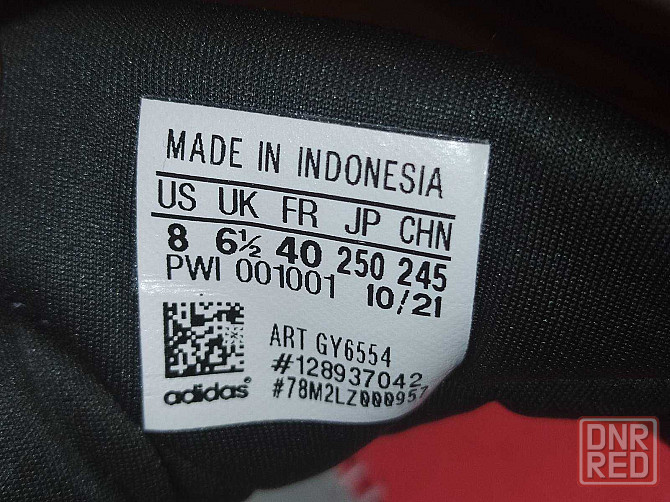 MADE IN INDONESIA
US UK FR JP CHN
8 6½ 40 250 245
PWI 001001 10/21
ART GY6554
#128937042
#78M2LZ000957
adidas
DNR
RED